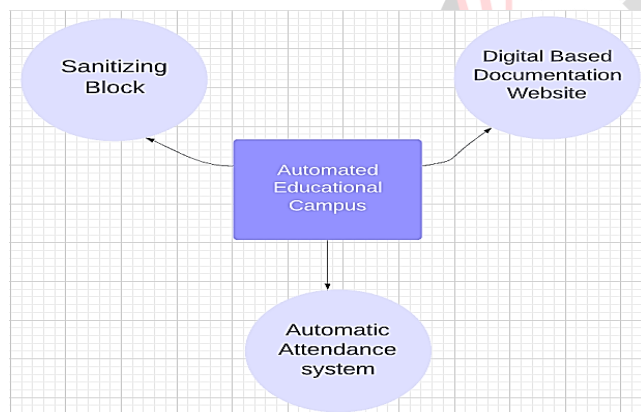 Sanitizing
Block
Digital Based
Documentation
Website
Automated
Educational
Campus
Automatic
Attendance
system